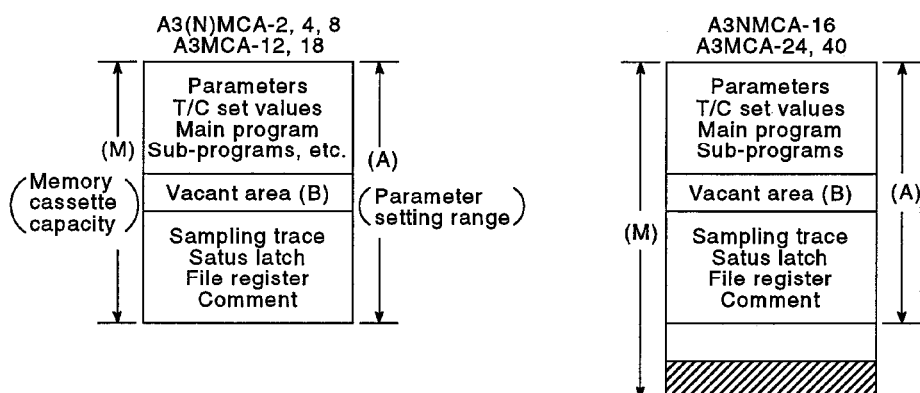 A3(N)MCA-2, 4, 8
A3MCA-12, 18
Parameters
T/C set values
Main program
Sub-programs, etc.
(M)
(A)
(Memory cassette capacity)
Vacant area (B)
(Parameter setting range)
Sampling trace
Satus latch
File register
Comment
A3NMCA-16
A3MCA-24, 40
Parameters
T/C set values
Main program
Sub-programs
Vacant area (B)
(A)
(M)
Sampling trace
Satus latch
File register
Comment